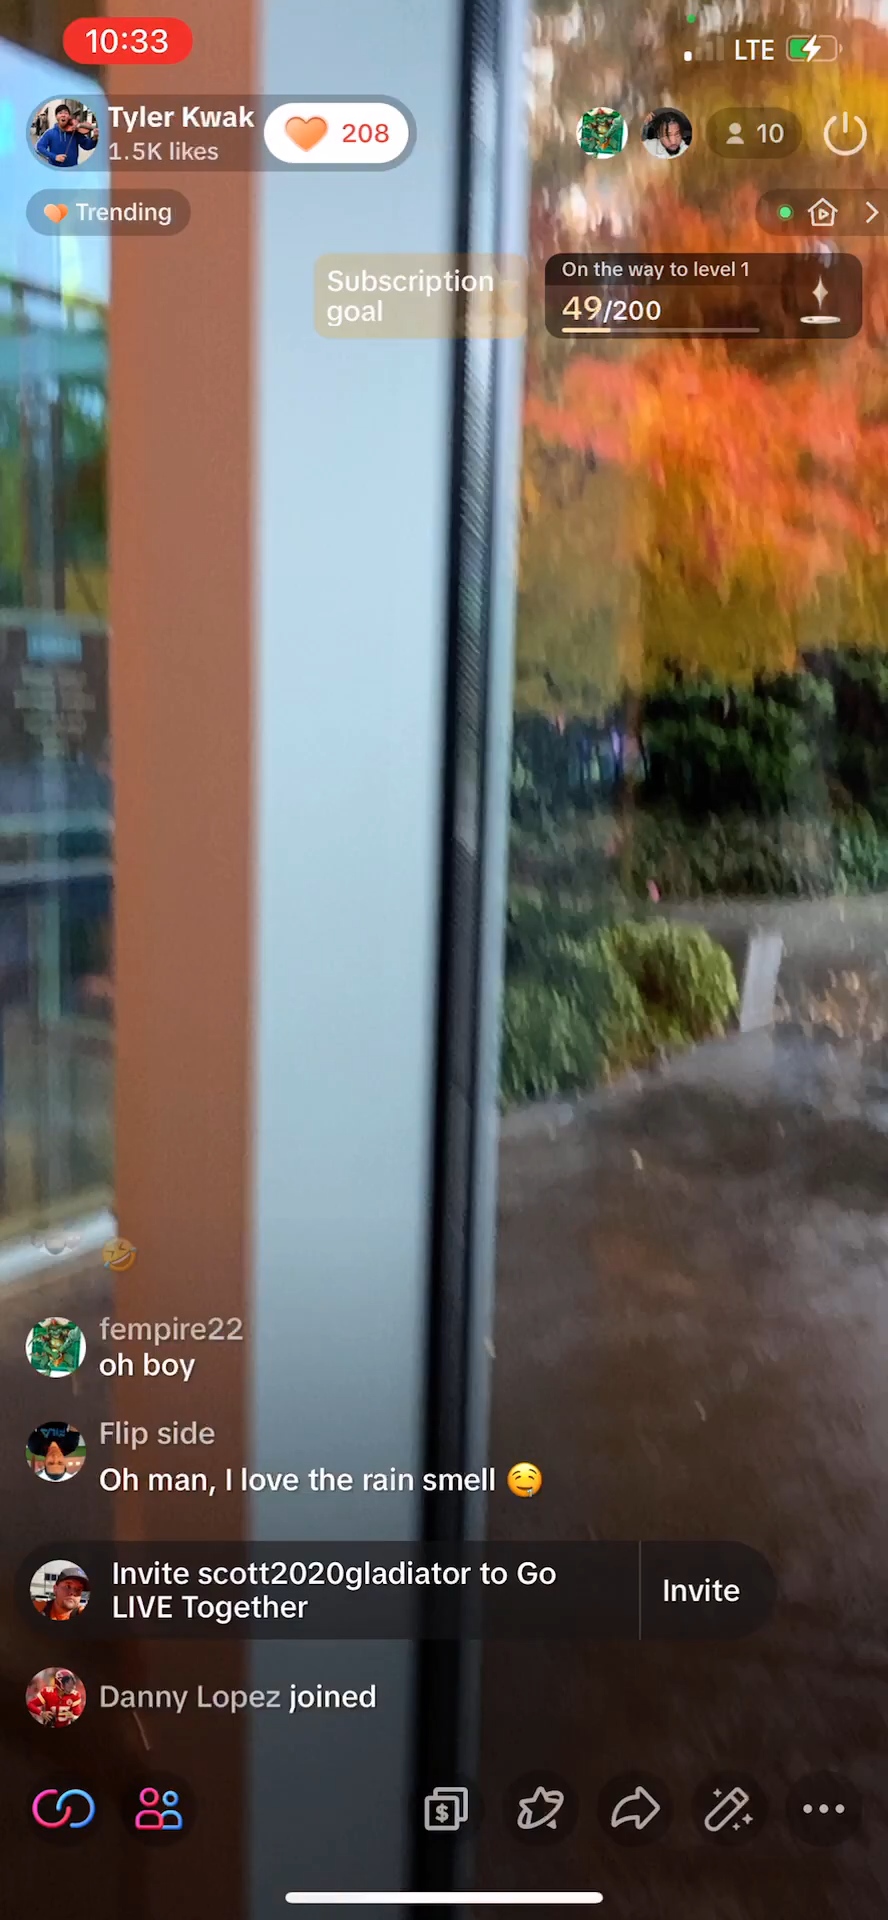 10:33
LTE
Tyler Kwak
1.5K likes
208
10
Trending
Subscription
goal
On the way to level 1
49/200
fempire22
oh boy
Flip side
Oh man, I love the rain smell 🤤
Invite scott2020gladiator to Go
LIVE Together
Invite
Danny Lopez joined